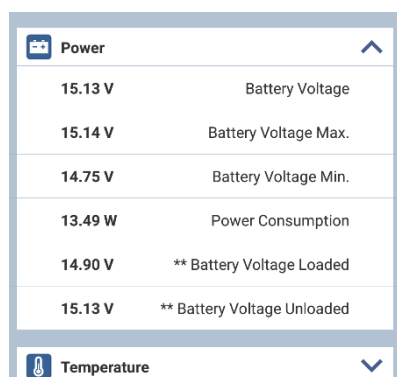 Power
15.13 V Battery Voltage
15.14 V Battery Voltage Max.
14.75 V Battery Voltage Min.
13.49 W Power Consumption
14.90 V ** Battery Voltage Loaded
15.13 V ** Battery Voltage Unloaded
Temperature